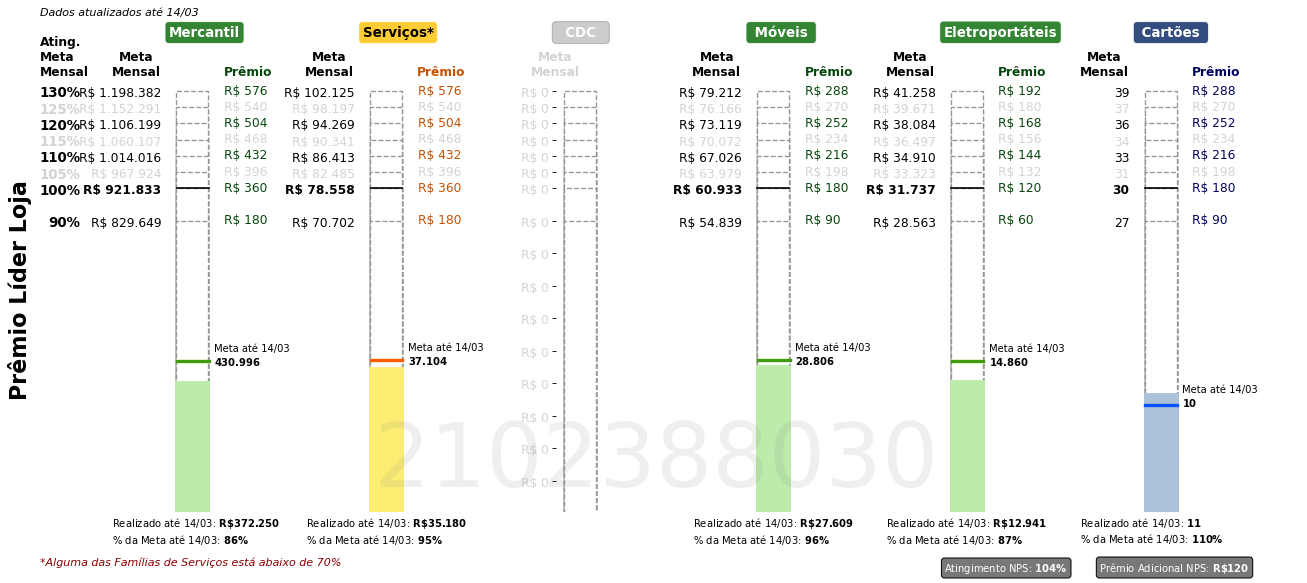 Dados atualizados até 14/03
Mercantil Serviços* CDC Móveis Eletroportáteis Cartões
Ating.
Meta Meta Meta Meta Meta Meta Meta
Mensal Mensal Prêmio Mensal Prêmio Mensal Mensal Prêmio Mensal Prêmio Mensal Prêmio
130% R$ 1.198.382 R$ 576 R$ 102.125 R$ 576 R$ 0 R$ 79.212 R$ 288 R$ 41.258 R$ 192 39 R$ 288
125% R$ 1.152.291 R$ 540 R$ 98.197 R$ 540 R$ 0 R$ 76.166 R$ 270 R$ 39.671 R$ 180 37 R$ 270
120% R$ 1.106.199 R$ 504 R$ 94.269 R$ 504 R$ 0 R$ 73.119 R$ 252 R$ 38.084 R$ 168 36 R$ 252
115% R$ 1.060.107 R$ 468 R$ 90.341 R$ 468 R$ 0 R$ 70.072 R$ 234 R$ 36.497 R$ 156 34 R$ 234
110% R$ 1.014.016 R$ 432 R$ 86.413 R$ 432 R$ 0 R$ 67.026 R$ 216 R$ 34.910 R$ 144 33 R$ 216
105% R$ 967.924 R$ 396 R$ 82.485 R$ 396 R$ 0 R$ 63.979 R$ 198 R$ 33.323 R$ 132 31 R$ 198
100% R$ 921.833 R$ 360 R$ 78.558 R$ 360 R$ 0 R$ 60.933 R$ 180 R$ 31.737 R$ 120 30 R$ 180
90% R$ 829.649 R$ 180 R$ 70.702 R$ 180 R$ 0 R$ 54.839 R$ 90 R$ 28.563 R$ 60 27 R$ 90
R$ 0
R$ 0
R$ 0
R$ 0
R$ 0
R$ 0
R$ 0
R$ 0
Prêmio Líder Loja
Meta até 14/03 Meta até 14/03 Meta até 14/03 Meta até 14/03 Meta até 14/03
430.996 37.104 28.806 14.860 10
2102388030
Realizado até 14/03: R$372.250 Realizado até 14/03: R$35.180 Realizado até 14/03: R$27.609 Realizado até 14/03: R$12.941 Realizado até 14/03: 11
% da Meta até 14/03: 86% % da Meta até 14/03: 95% % da Meta até 14/03: 96% % da Meta até 14/03: 87% % da Meta até 14/03: 110%
*Alguma das Famílias de Serviços está abaixo de 70% Atingimento NPS: 104% Prêmio Adicional NPS: R$120